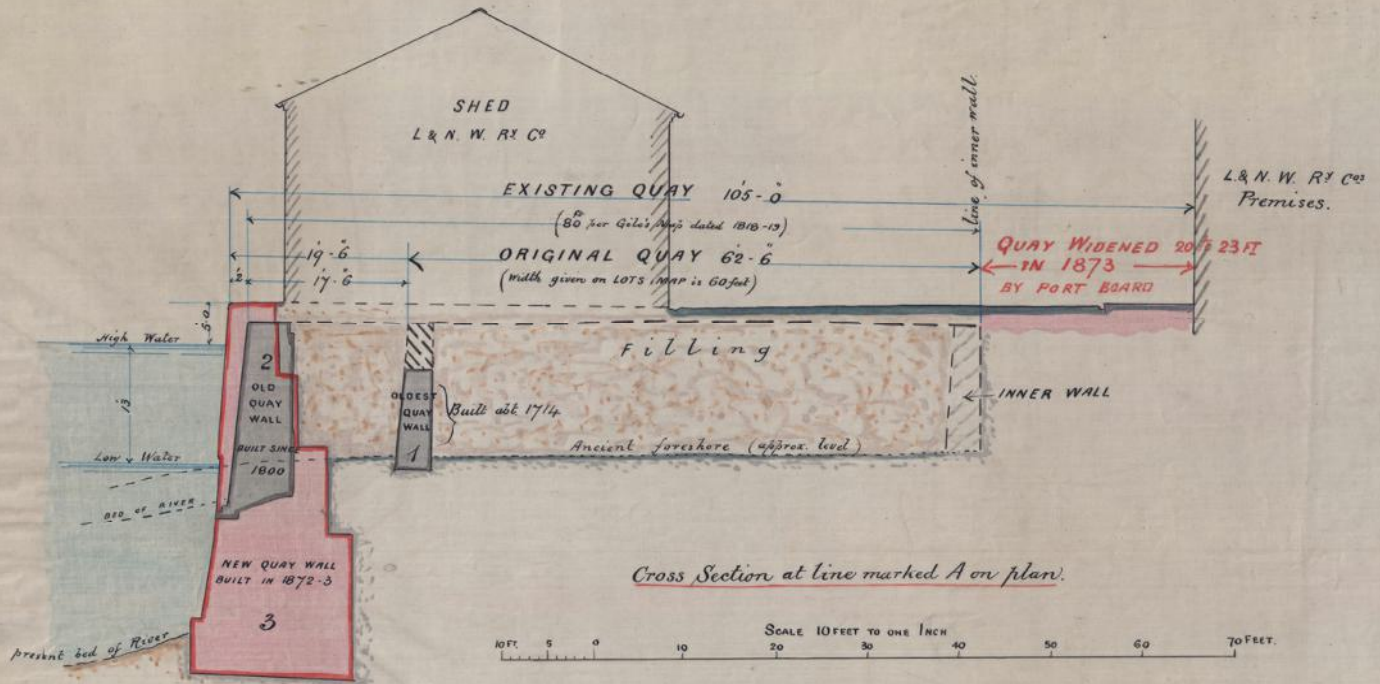 SHED
L & N. W. Ry Co
line of inner wall.
L. & N. W. Ry Cos
Premises.
EXISTING QUAY 105-0
(80 ft per Gile's Map dated 1818-19)
19-6
ORIGINAL QUAY 62-6
2
17-6
(Width given on LOTS MAP is 60 feet)
QUAY WIDENED 20 to 23 FT
IN 1873
BY PORT BOARD
5-0
High Water
13
Low Water
BED OF RIVER
2
OLD
QUAY
WALL
BUILT SINCE
1800
OLDEST
QUAY
WALL
1
Built abt. 1714
Filling
INNER WALL
Ancient foreshore (approx. level)
NEW QUAY WALL
BUILT IN 1872-3
3
present bed of River
Cross Section at line marked A on plan.
SCALE 10 FEET TO ONE INCH
10 FT. 5 0 10 20 30 40 50 60 70 FEET.